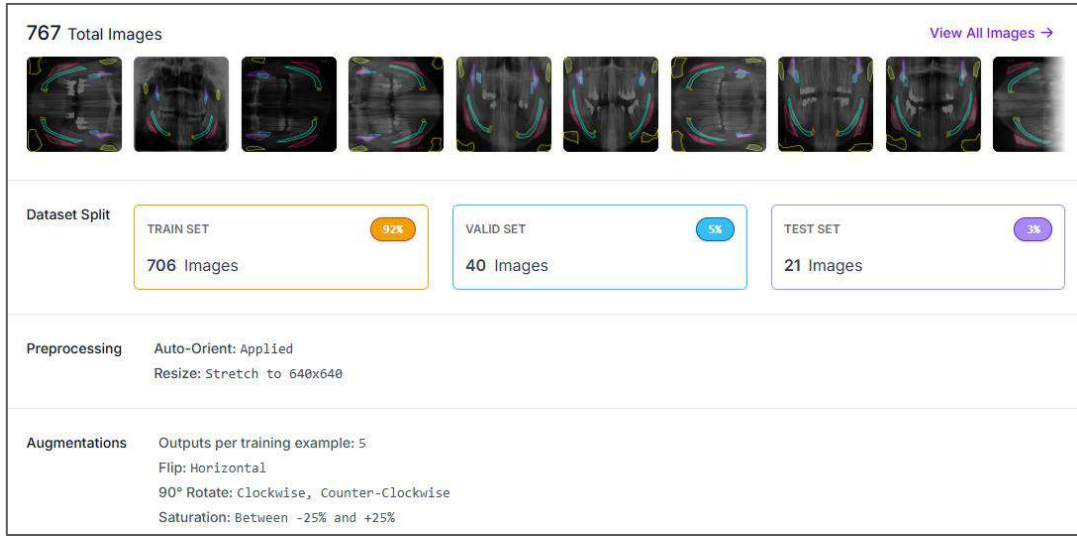 767 Total Images
View All Images →
Dataset Split
TRAIN SET
92%
706 Images
VALID SET
5%
40 Images
TEST SET
3%
21 Images
Preprocessing
Auto-Orient: Applied
Resize: Stretch to 640x640
Augmentations
Outputs per training example: 5
Flip: Horizontal
90° Rotate: Clockwise, Counter-Clockwise
Saturation: Between -25% and +25%